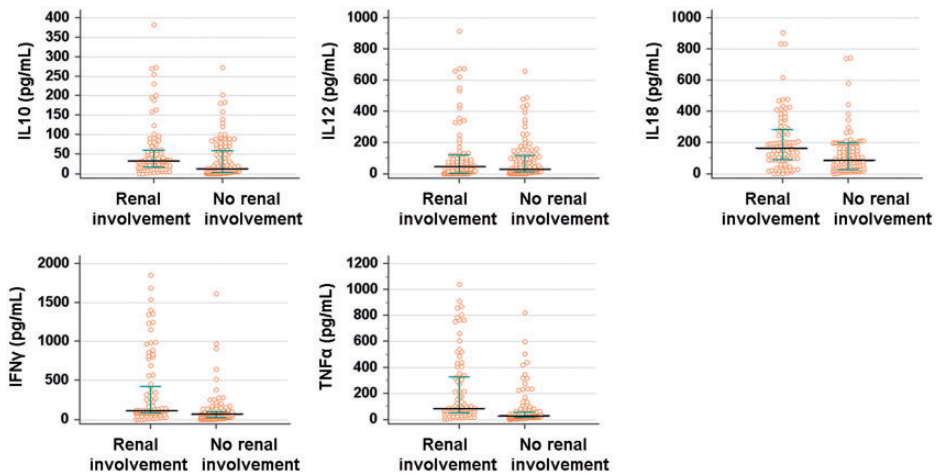 IL10 (pg/mL)
400
350
300
250
200
150
100
50
0
Renal involvement
No renal involvement
IL12 (pg/mL)
1000
800
600
400
200
0
Renal involvement
No renal involvement
IL18 (pg/mL)
1000
800
600
400
200
0
Renal involvement
No renal involvement
IFNγ (pg/mL)
2000
1500
1000
500
0
Renal involvement
No renal involvement
TNFα (pg/mL)
1200
1000
800
600
400
200
0
Renal involvement
No renal involvement